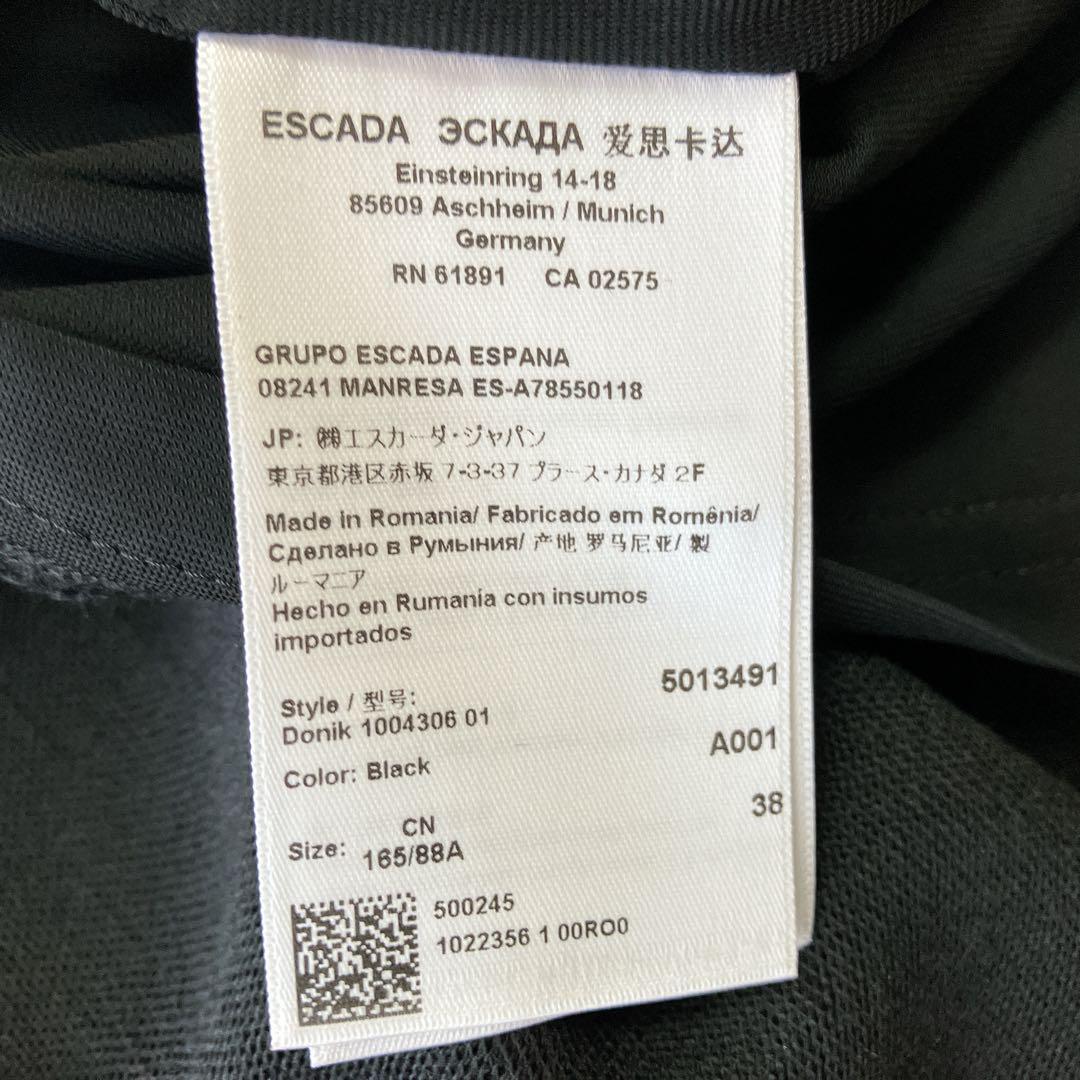 ESCADA ЭСКАДА 爱思卡达
Einsteinring 14-18
85609 Aschheim / Munich
Germany
RN 61891 CA 02575
GRUPO ESCADA ESPANA
08241 MANRESA ES-A78550118
JP: ㈱エスカーダ・ジャパン
東京都港区赤坂 7-3-37 プラース・カナダ 2F
Made in Romania/ Fabricado em Romênia/
Сделано в Румыния/ 产地 罗马尼亚/ 製
ルーマニア
Hecho en Rumania con insumos
importados
Style / 型号: 5013491
Donik 1004306 01
Color: Black A001
38
CN
Size: 165/88A
500245
1022356 1 00RO0